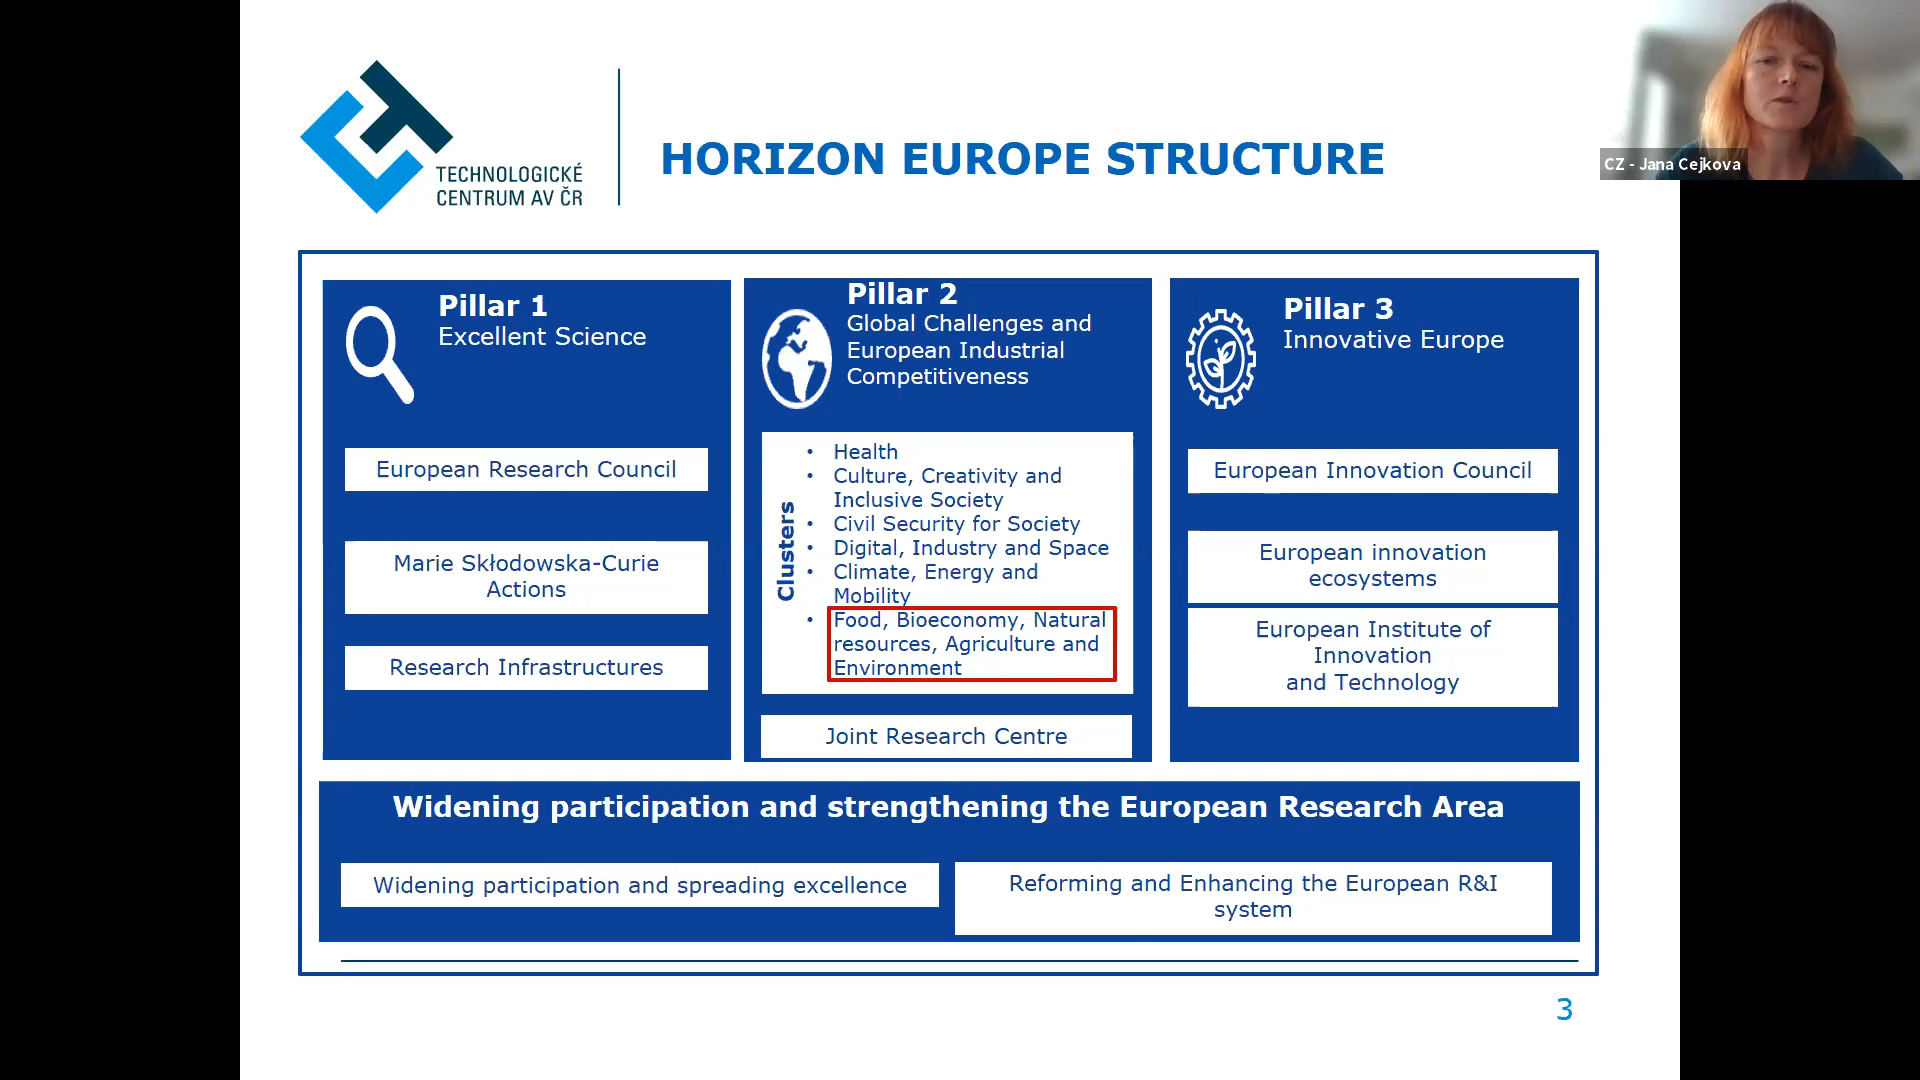 TECHNOLOGICKÉ
CENTRUM AV ČR
HORIZON EUROPE STRUCTURE
CZ - Jana Cejkova
Pillar 1
Excellent Science
European Research Council
Marie Skłodowska-Curie
Actions
Research Infrastructures
Pillar 2
Global Challenges and
European Industrial
Competitiveness
Clusters
• Health
• Culture, Creativity and
Inclusive Society
• Civil Security for Society
• Digital, Industry and Space
• Climate, Energy and
Mobility
• Food, Bioeconomy, Natural
resources, Agriculture and
Environment
Joint Research Centre
Pillar 3
Innovative Europe
European Innovation Council
European innovation
ecosystems
European Institute of
Innovation
and Technology
Widening participation and strengthening the European Research Area
Widening participation and spreading excellence
Reforming and Enhancing the European R&I
system
3